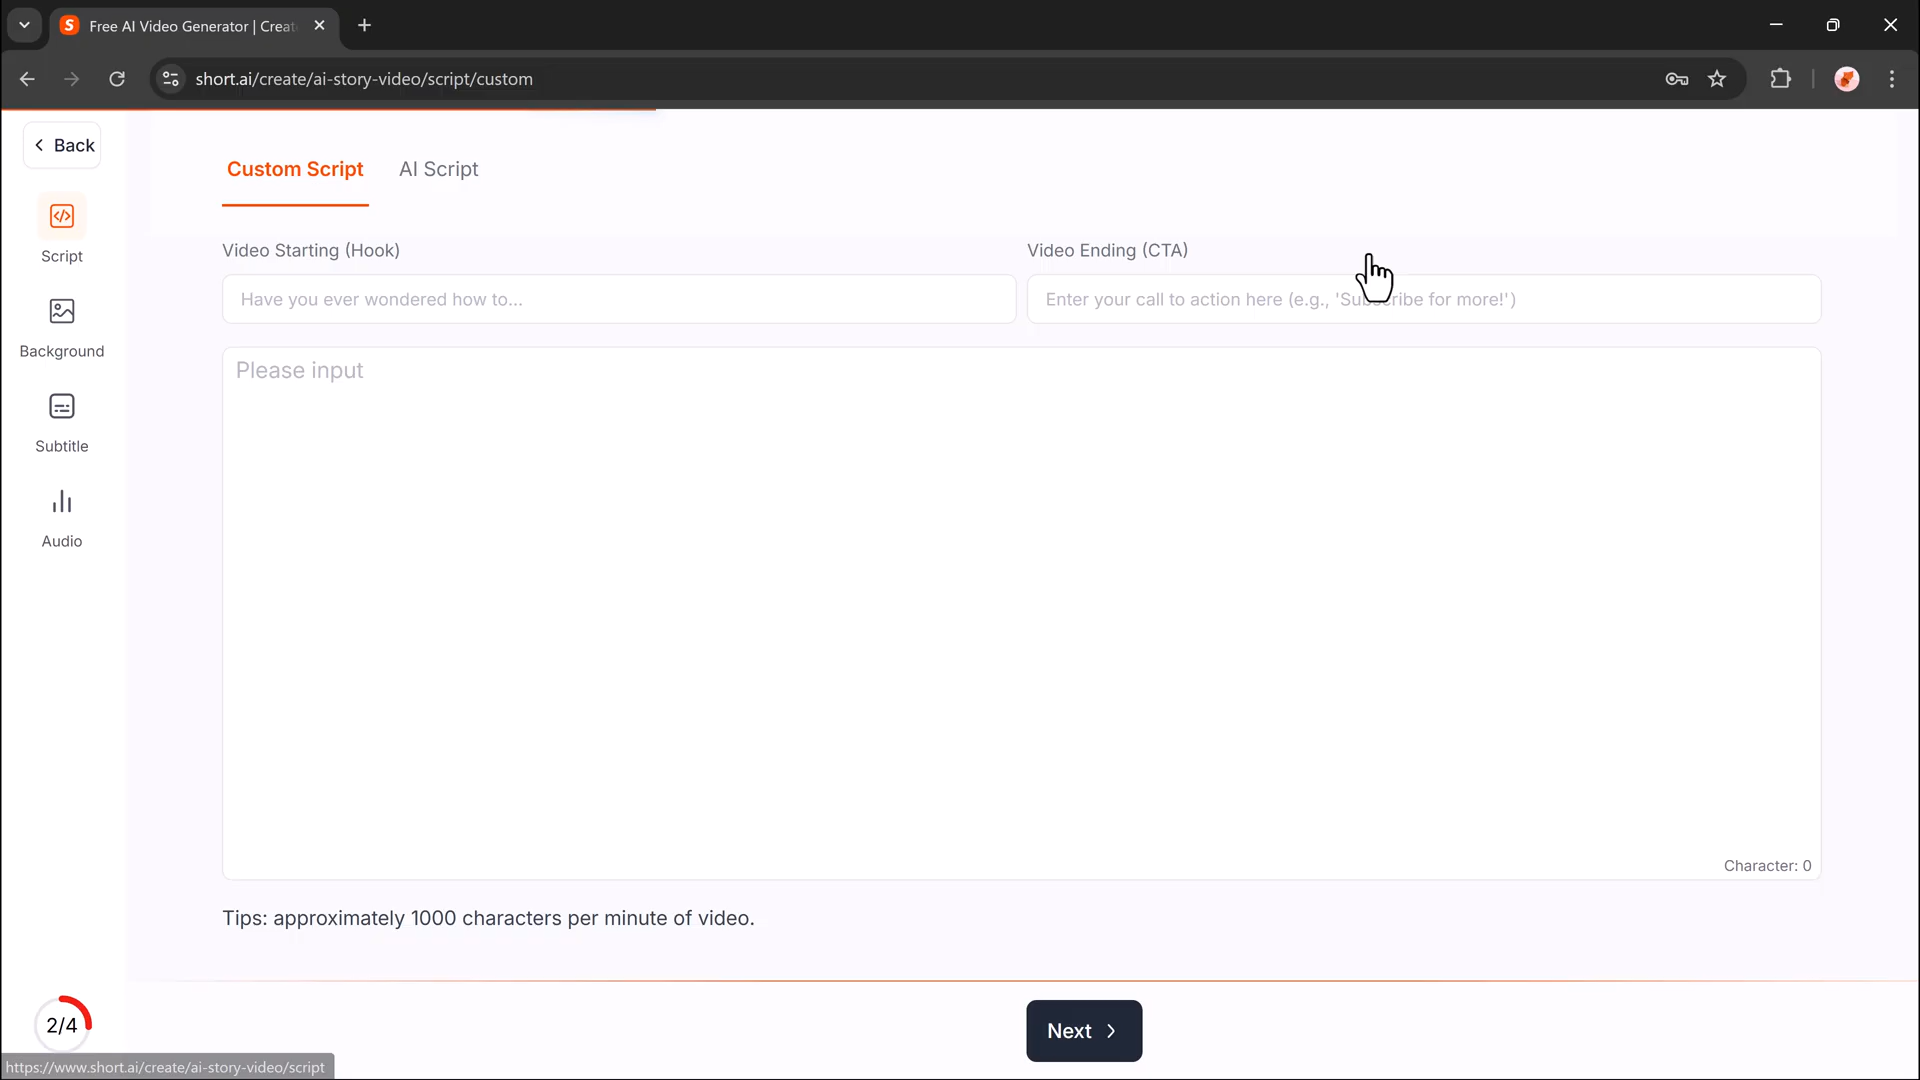 Free AI Video Generator | Creat
short.ai/create/ai-story-video/script/custom
Back
Custom Script
AI Script
Script
Video Starting (Hook)
Video Ending (CTA)
Have you ever wondered how to...
Enter your call to action here (e.g., 'Subscribe for more!')
Background
Please input
Subtitle
Audio
Character: 0
Tips: approximately 1000 characters per minute of video.
2/4
Next
https://www.short.ai/create/ai-story-video/script